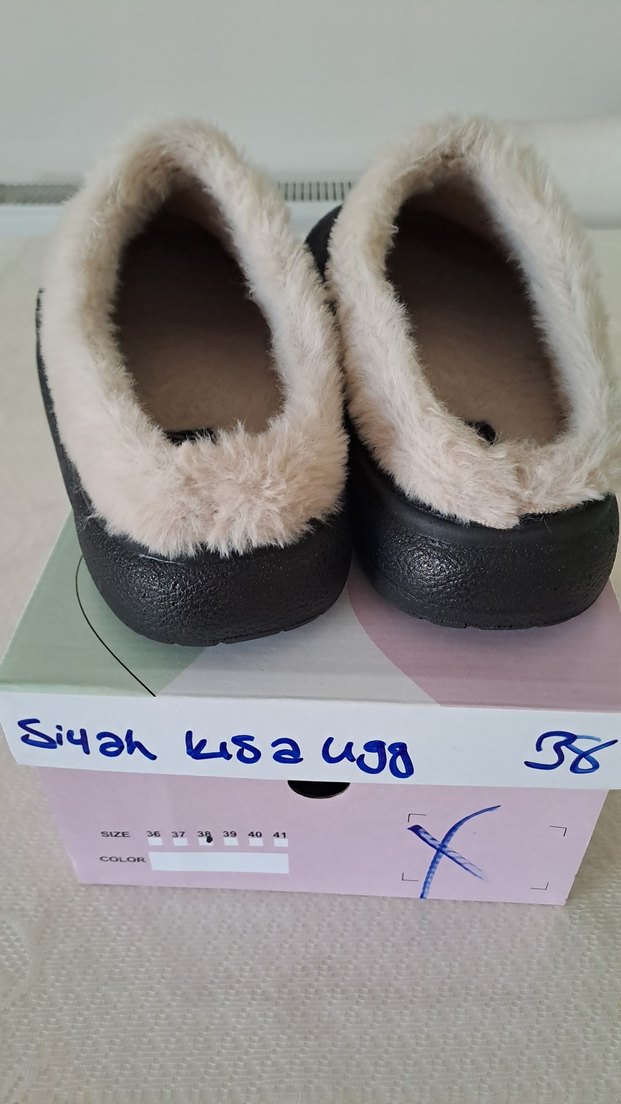 Siyah kısa ugg 38
SIZE 36 37 38 39 40 41
COLOR